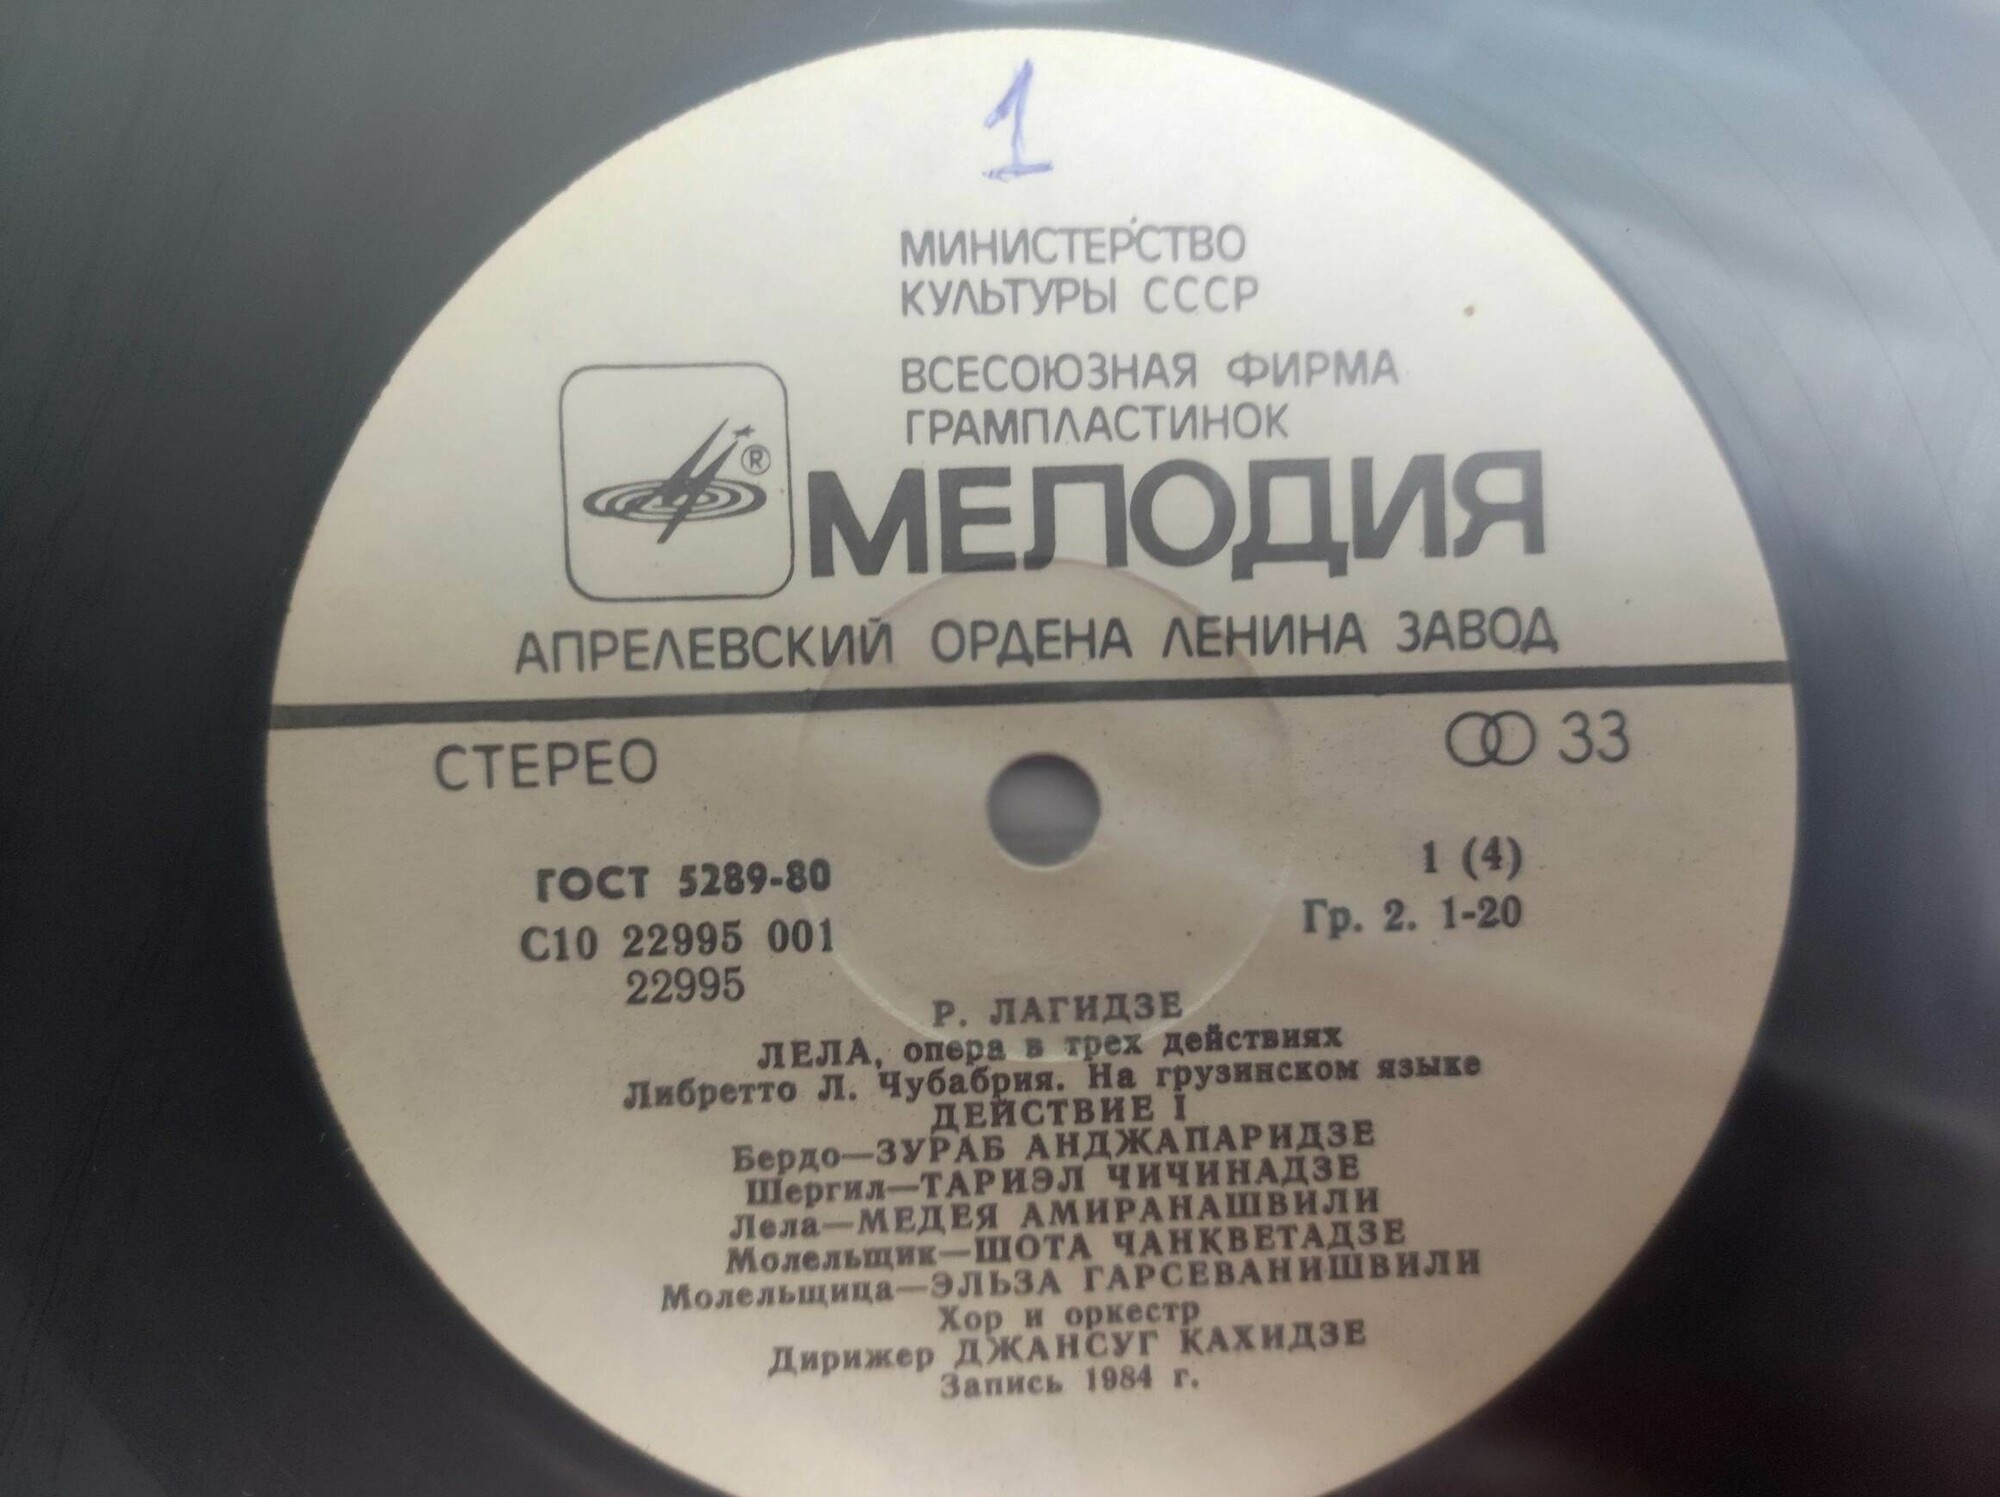 1
МИНИСТЕРСТВО
КУЛЬТУРЫ СССР
ВСЕСОЮЗНАЯ ФИРМА
ГРАМПЛАСТИНОК
®
МЕЛОДИЯ
АПРЕЛЕВСКИЙ ОРДЕНА ЛЕНИНА ЗАВОД
СТЕРЕО
33
ГОСТ 5289-80
1 (4)
С10 22995 001
Гр. 2. 1-20
22995
Р. ЛАГИДЗЕ
ЛЕЛА, опера в трех действиях
Либретто Л. Чубабрия. На грузинском языке
ДЕЙСТВИЕ I
Бердо—ЗУРАБ АНДЖАПАРИДЗЕ
Шергил—ТАРИЭЛ ЧИЧИНАДЗЕ
Лела—МЕДЕЯ АМИРАНАШВИЛИ
Молельщик—ШОТА ЧАНКВЕТАДЗЕ
Молельщица—ЭЛЬЗА ГАРСЕВАНИШВИЛИ
Хор и оркестр
Дирижер ДЖАНСУГ КАХИДЗЕ
Запись 1984 г.